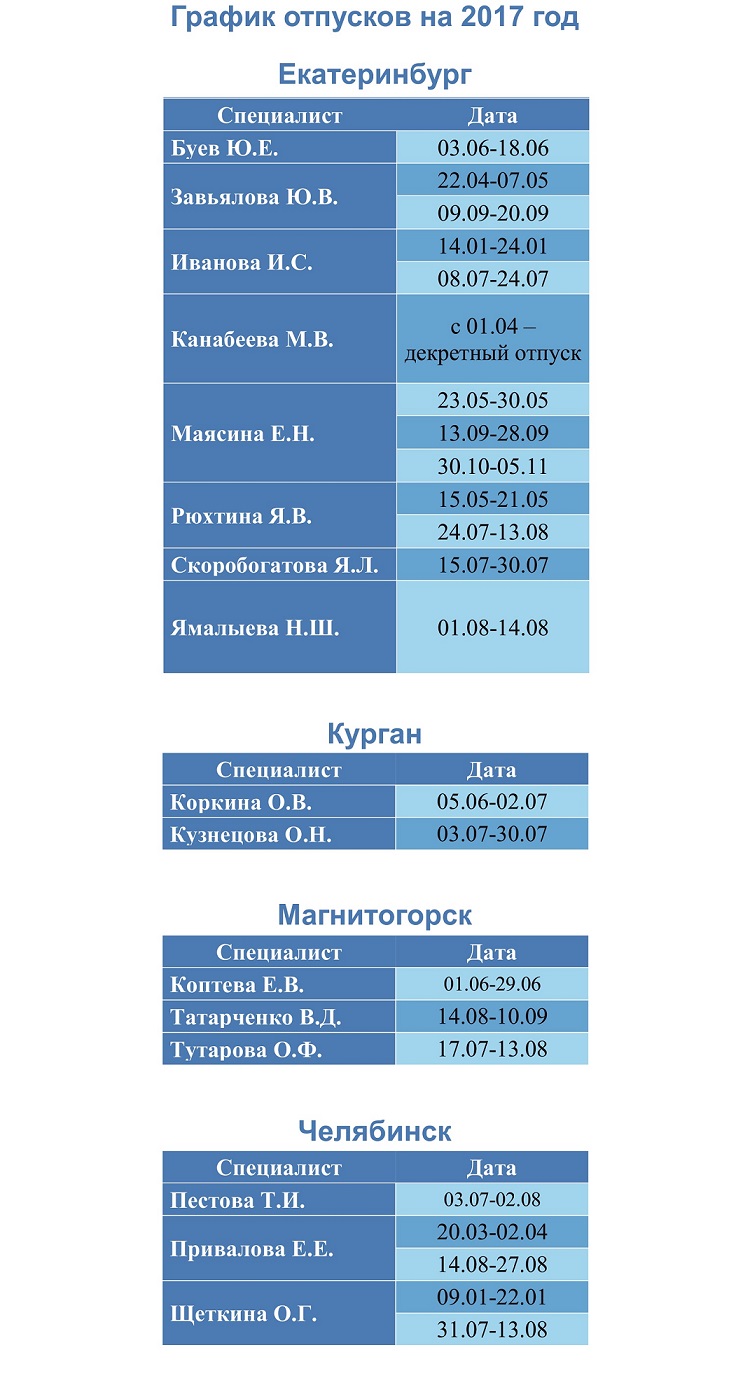 График отпусков на 2017 год
Екатеринбург
Специалист Дата
Буев Ю.Е. 03.06-18.06
Завьялова Ю.В. 22.04-07.05
09.09-20.09
Иванова И.С. 14.01-24.01
08.07-24.07
Канабеева М.В. с 01.04 –
декретный отпуск
Маясина Е.Н. 23.05-30.05
13.09-28.09
30.10-05.11
Рюхтина Я.В. 15.05-21.05
24.07-13.08
Скоробогатова Я.Л. 15.07-30.07
Ямалыева Н.Ш. 01.08-14.08
Курган
Специалист Дата
Коркина О.В. 05.06-02.07
Кузнецова О.Н. 03.07-30.07
Магнитогорск
Специалист Дата
Коптева Е.В. 01.06-29.06
Татарченко В.Д. 14.08-10.09
Тутарова О.Ф. 17.07-13.08
Челябинск
Специалист Дата
Пестова Т.И. 03.07-02.08
Привалова Е.Е. 20.03-02.04
14.08-27.08
Щеткина О.Г. 09.01-22.01
31.07-13.08